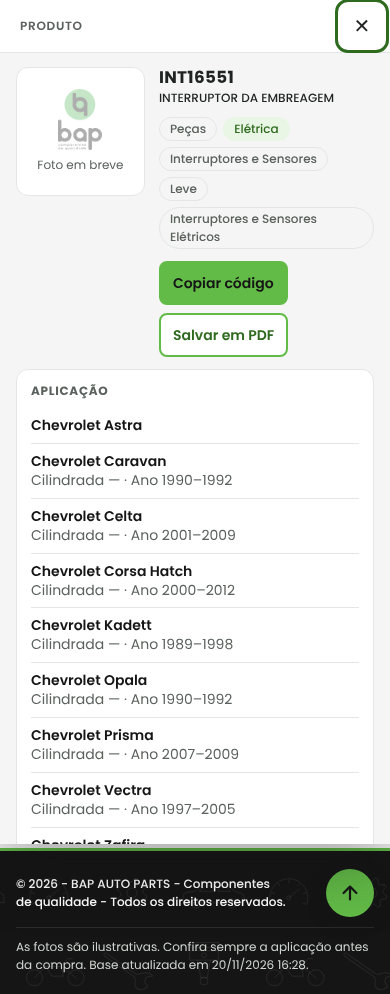 PRODUTO
INT16551
INTERRUPTOR DA EMBREAGEM
bap
Foto em breve
Peças
Elétrica
Interruptores e Sensores
Leve
Interruptores e Sensores
Elétricos
Copiar código
Salvar em PDF
APLICAÇÃO
Chevrolet Astra
Chevrolet Caravan
Cilindrada — · Ano 1990–1992
Chevrolet Celta
Cilindrada — · Ano 2001–2009
Chevrolet Corsa Hatch
Cilindrada — · Ano 2000–2012
Chevrolet Kadett
Cilindrada — · Ano 1989–1998
Chevrolet Opala
Cilindrada — · Ano 1990–1992
Chevrolet Prisma
Cilindrada — · Ano 2007–2009
Chevrolet Vectra
Cilindrada — · Ano 1997–2005
Chevrolet Zafira
© 2026 - BAP AUTO PARTS - Componentes
de qualidade - Todos os direitos reservados.
As fotos são ilustrativas. Confira sempre a aplicação antes
da compra. Base atualizada em 20/11/2026 16:28.